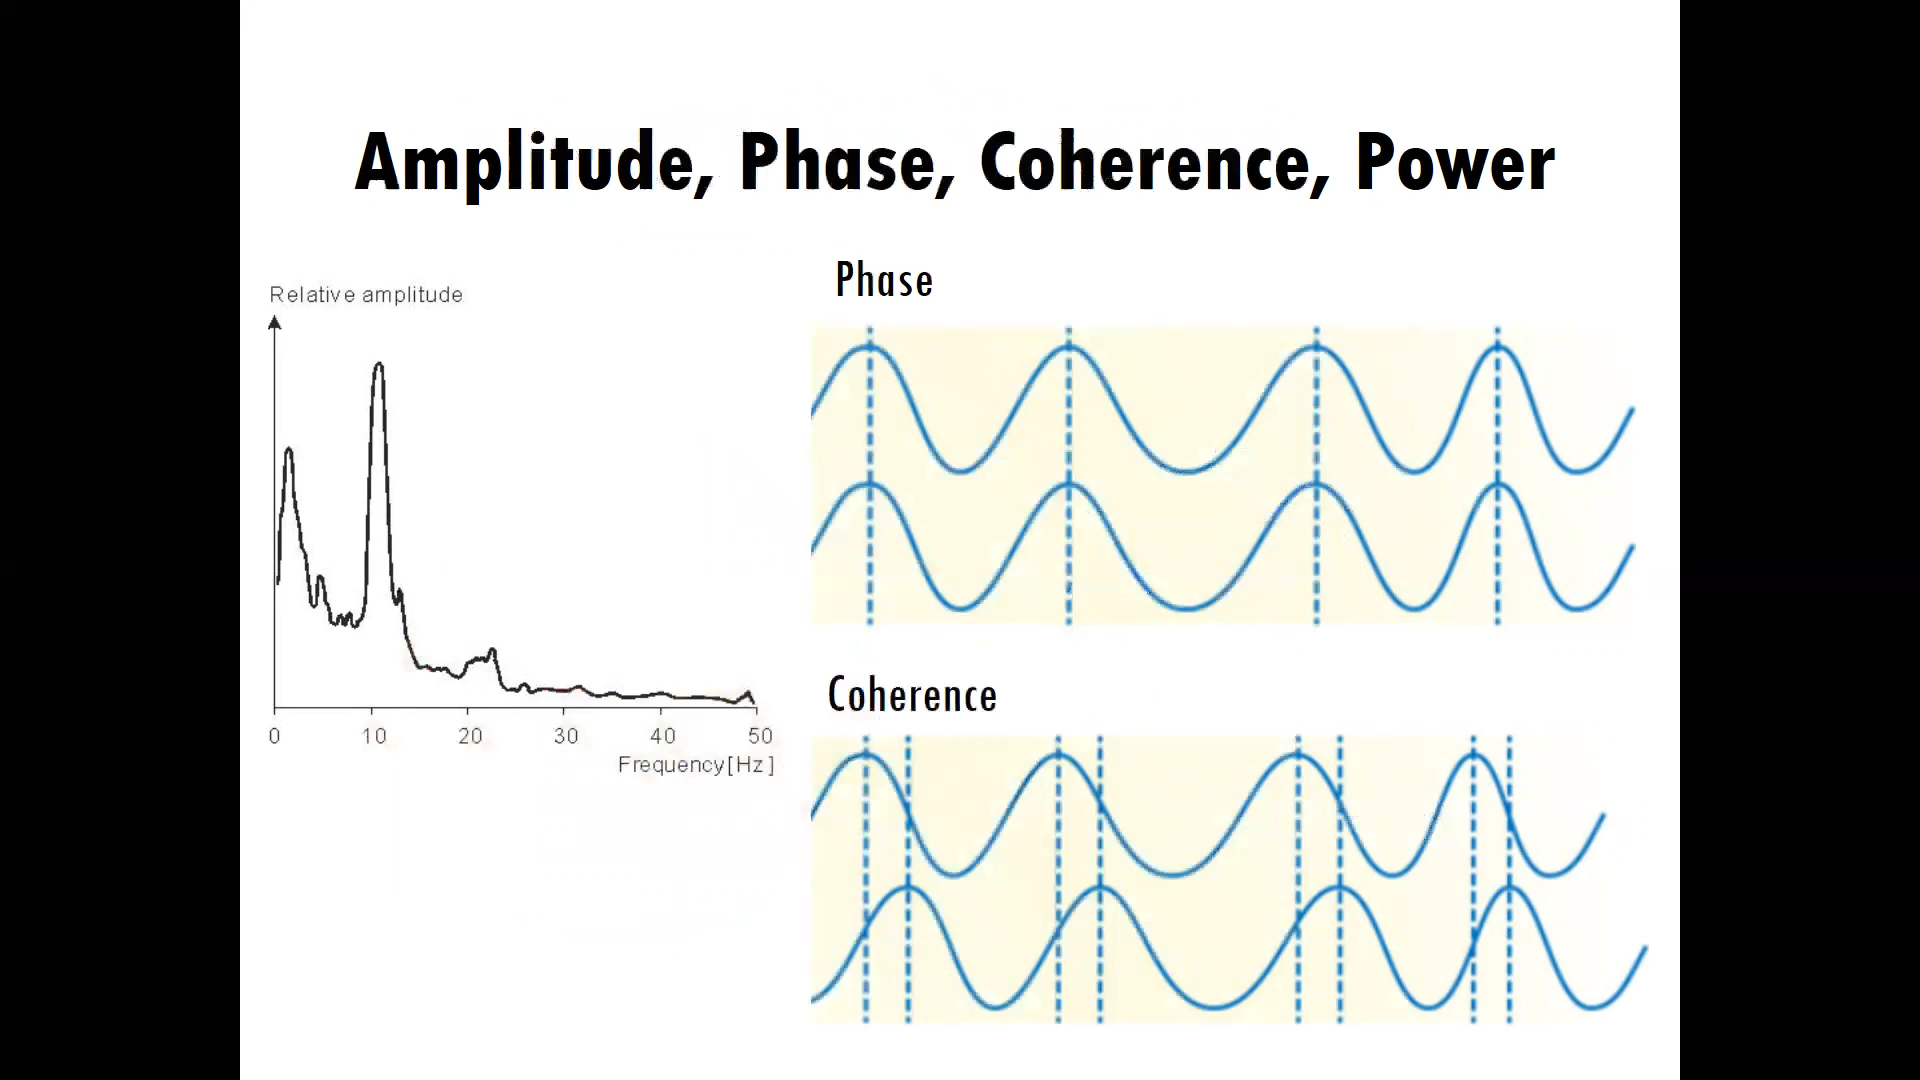 Amplitude, Phase, Coherence, Power
Relative amplitude
0 10 20 30 40 50
Frequency[Hz]
Phase
Coherence